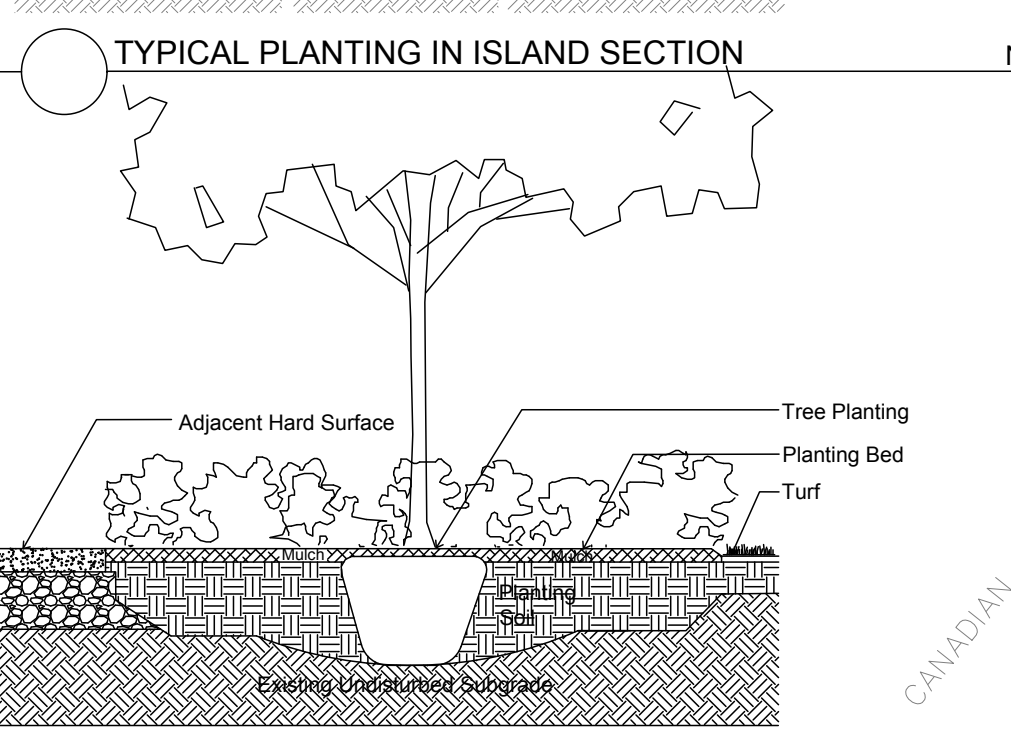 TYPICAL PLANTING IN ISLAND SECTION
Adjacent Hard Surface
Tree Planting
Planting Bed
Turf
Mulch
Mulch
Planting
Soil
Existing Undisturbed Subgrade
CANADIAN